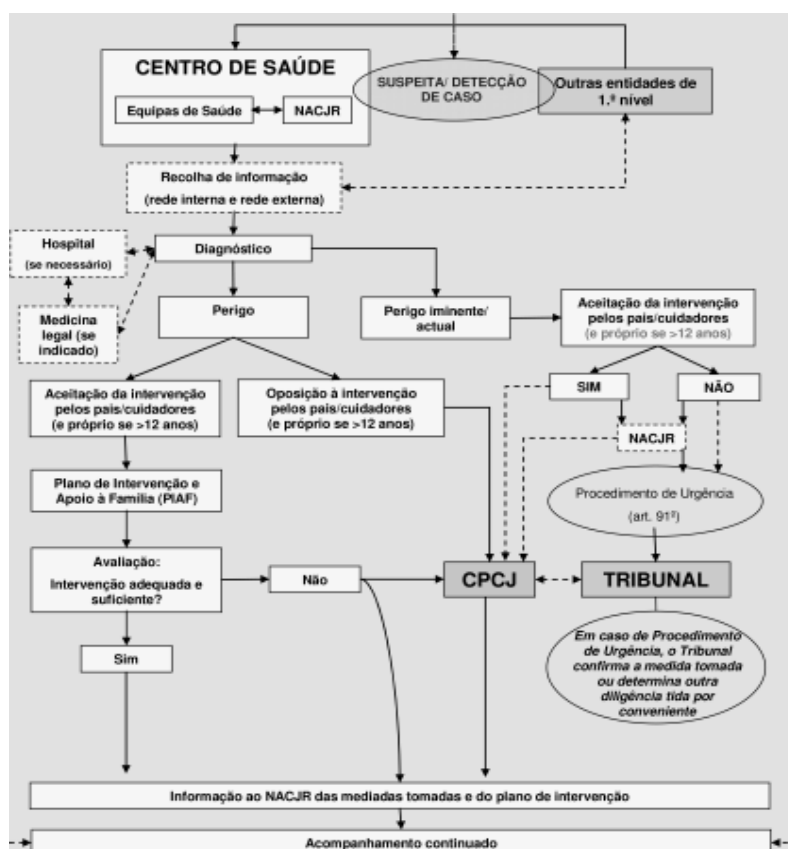 CENTRO DE SAÚDE
Equipas de Saúde
NACJR
SUSPEITA/ DETECÇÃO
DE CASO
Outras entidades de
1.º nível
Recolha de informação
(rede interna e rede externa)
Hospital
(se necessário)
Diagnóstico
Medicina
legal (se
indicado)
Perigo
Perigo iminente/
actual
Aceitação da intervenção
pelos pais/cuidadores
(e próprio se >12 anos)
SIM
NÃO
NACJR
Aceitação da intervenção
pelos pais/cuidadores
(e próprio se >12 anos)
Oposição à intervenção
pelos pais/cuidadores
(e próprio se >12 anos)
Plano de Intervenção e
Apoio à Família (PIAF)
Procedimento de Urgência
(art. 91º)
Avaliação:
Intervenção adequada e
suficiente?
Não
CPCJ
TRIBUNAL
Sim
Em caso de Procedimento
de Urgência, o Tribunal
confirma a medida tomada
ou determina outra
diligência tida por
conveniente
Informação ao NACJR das mediadas tomadas e do plano de intervenção
Acompanhamento continuado